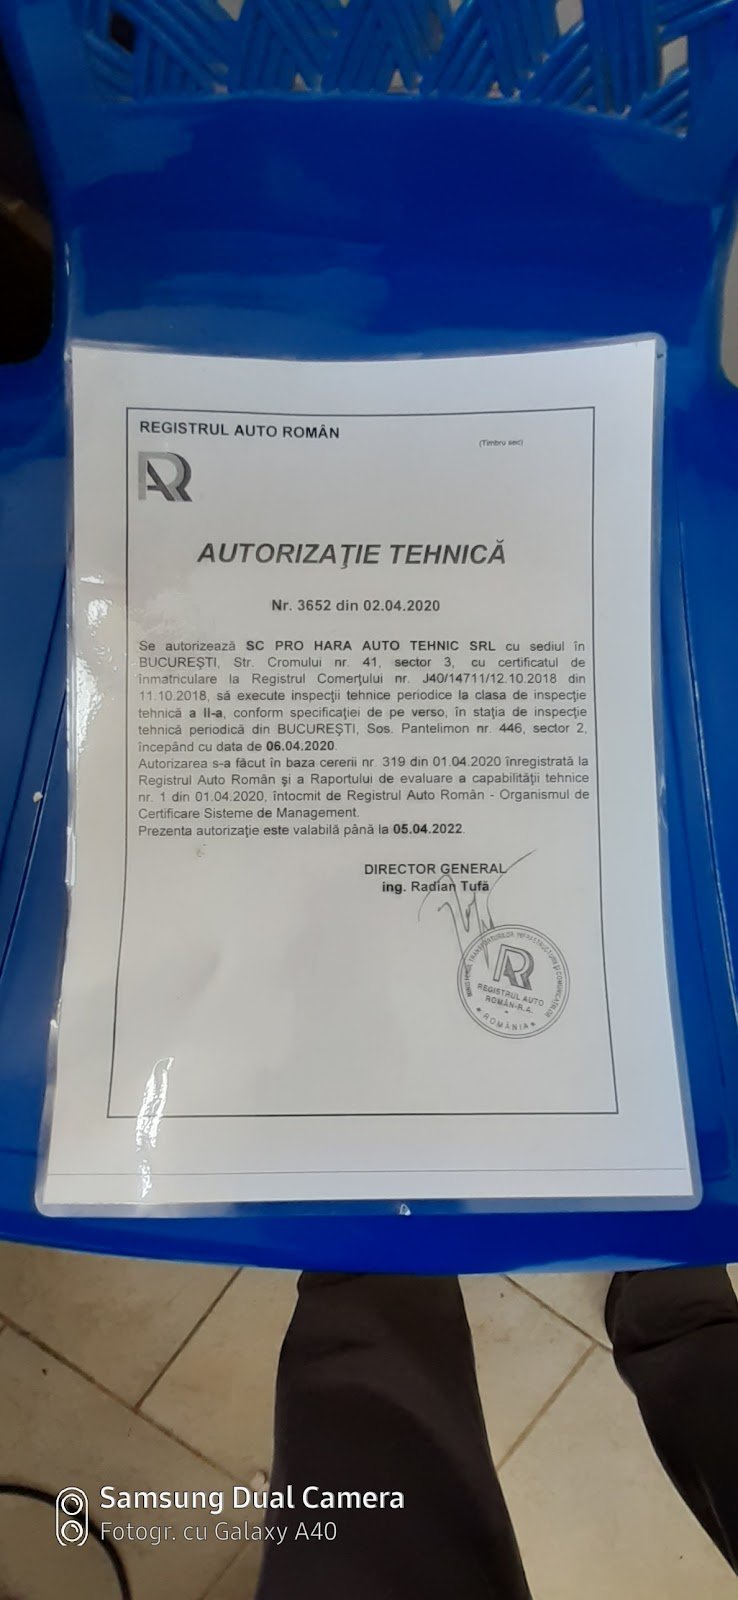 REGISTRUL AUTO ROMÂN
(Timbru sec)
AUTORIZAŢIE TEHNICĂ
Nr. 3652 din 02.04.2020
Se autorizează SC PRO HARA AUTO TEHNIC SRL cu sediul în
BUCUREŞTI, Str. Cromului nr. 41, sector 3, cu certificatul de
înmatriculare la Registrul Comerţului nr. J40/14711/12.10.2018 din
11.10.2018, să execute inspecţii tehnice periodice la clasa de inspecţie
tehnică a II-a, conform specificaţiei de pe verso, în staţia de inspecţie
tehnică periodică din BUCUREŞTI, Sos. Pantelimon nr. 446, sector 2,
începând cu data de 06.04.2020.
Autorizarea s-a făcut în baza cererii nr. 319 din 01.04.2020 înregistrată la
Registrul Auto Român şi a Raportului de evaluare a capabilităţii tehnice
nr. 1 din 01.04.2020, întocmit de Registrul Auto Român - Organismul de
Certificare Sisteme de Management.
Prezenta autorizaţie este valabilă până la 05.04.2022.
DIRECTOR GENERAL
ing. Radian Tufă
MINISTERUL TRANSPORTURILOR INFRASTRUCTURII ŞI COMUNICAŢIILOR
REGISTRUL AUTO
ROMÂN-R.A.
* ROMÂNIA *
Samsung Dual Camera
Fotogr. cu Galaxy A40